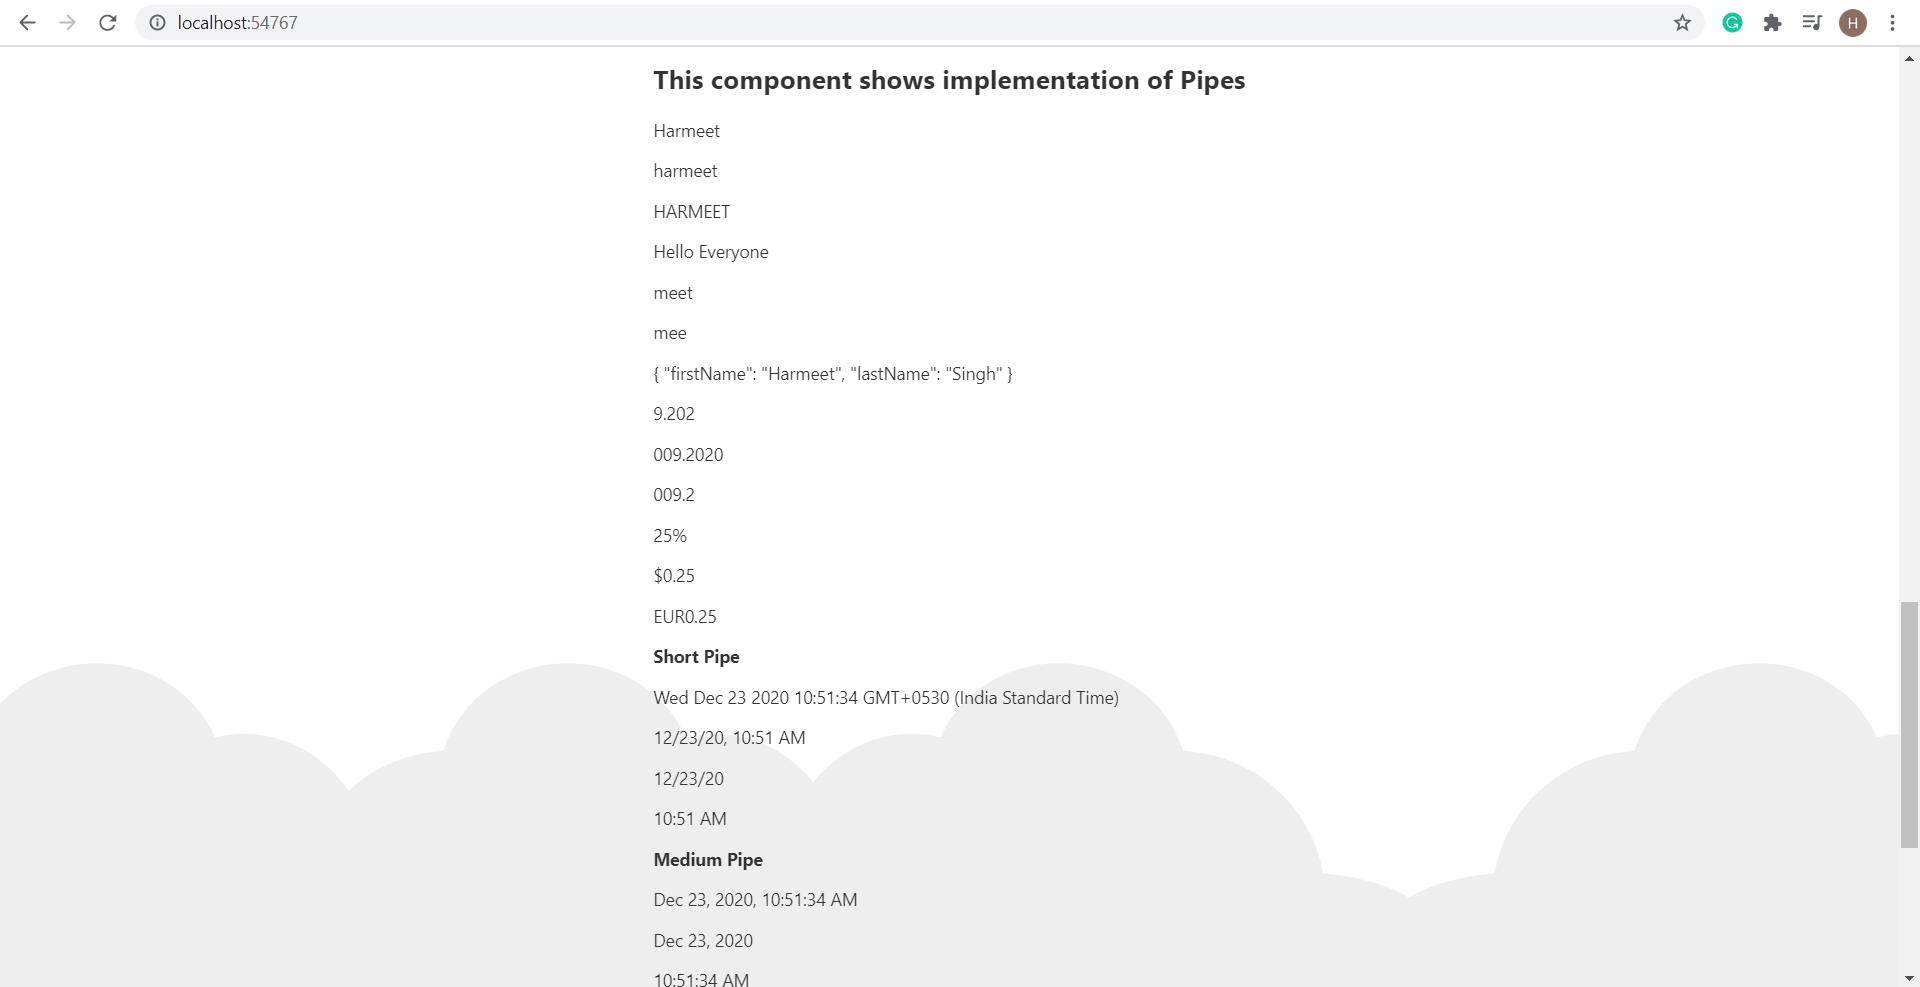 localhost:54767
H
This component shows implementation of Pipes
Harmeet
harmeet
HARMEET
Hello Everyone
meet
mee
{ "firstName": "Harmeet", "lastName": "Singh" }
9.202
009.2020
009.2
25%
$0.25
EUR0.25
Short Pipe
Wed Dec 23 2020 10:51:34 GMT+0530 (India Standard Time)
12/23/20, 10:51 AM
12/23/20
10:51 AM
Medium Pipe
Dec 23, 2020, 10:51:34 AM
Dec 23, 2020
10:51:34 AM